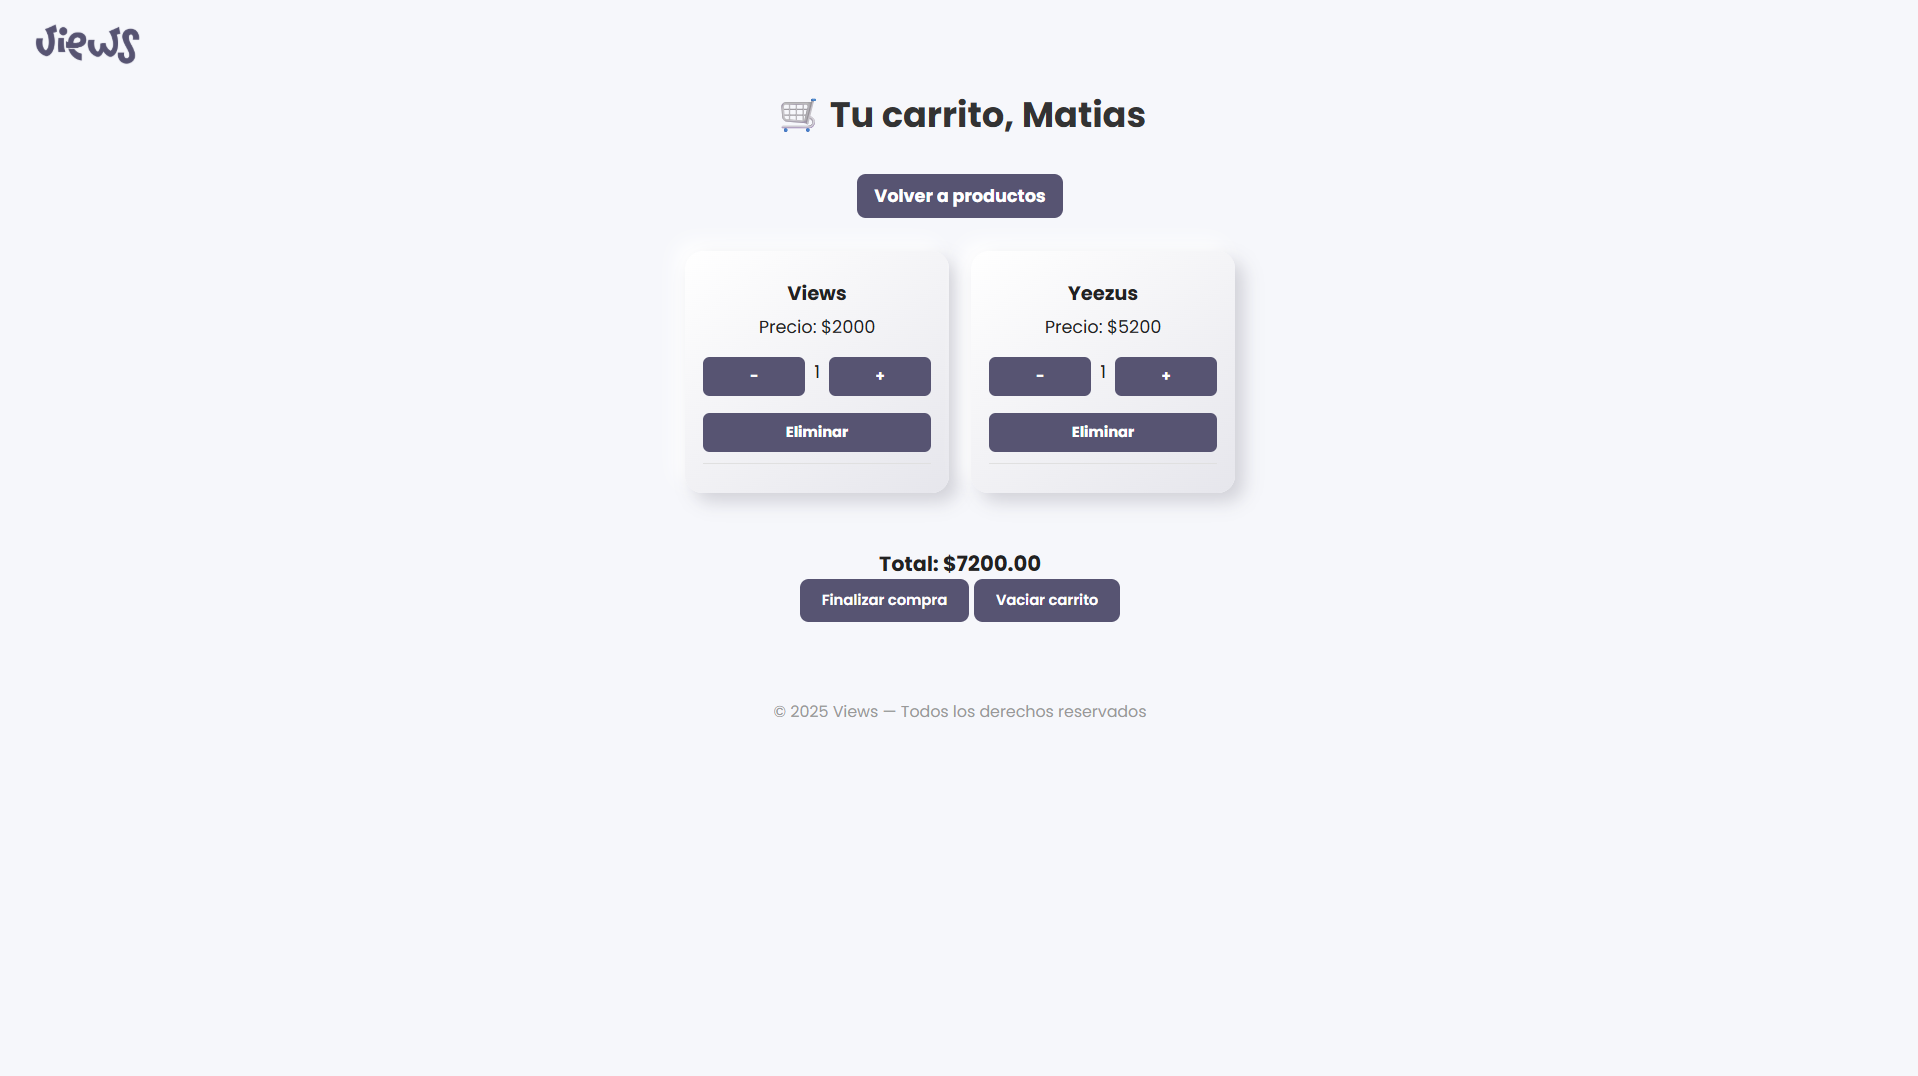 views
Tu carrito, Matias
Volver a productos
Views
Precio: $2000
- 1 +
Eliminar
Yeezus
Precio: $5200
- 1 +
Eliminar
Total: $7200.00
Finalizar compra Vaciar carrito
© 2025 Views — Todos los derechos reservados